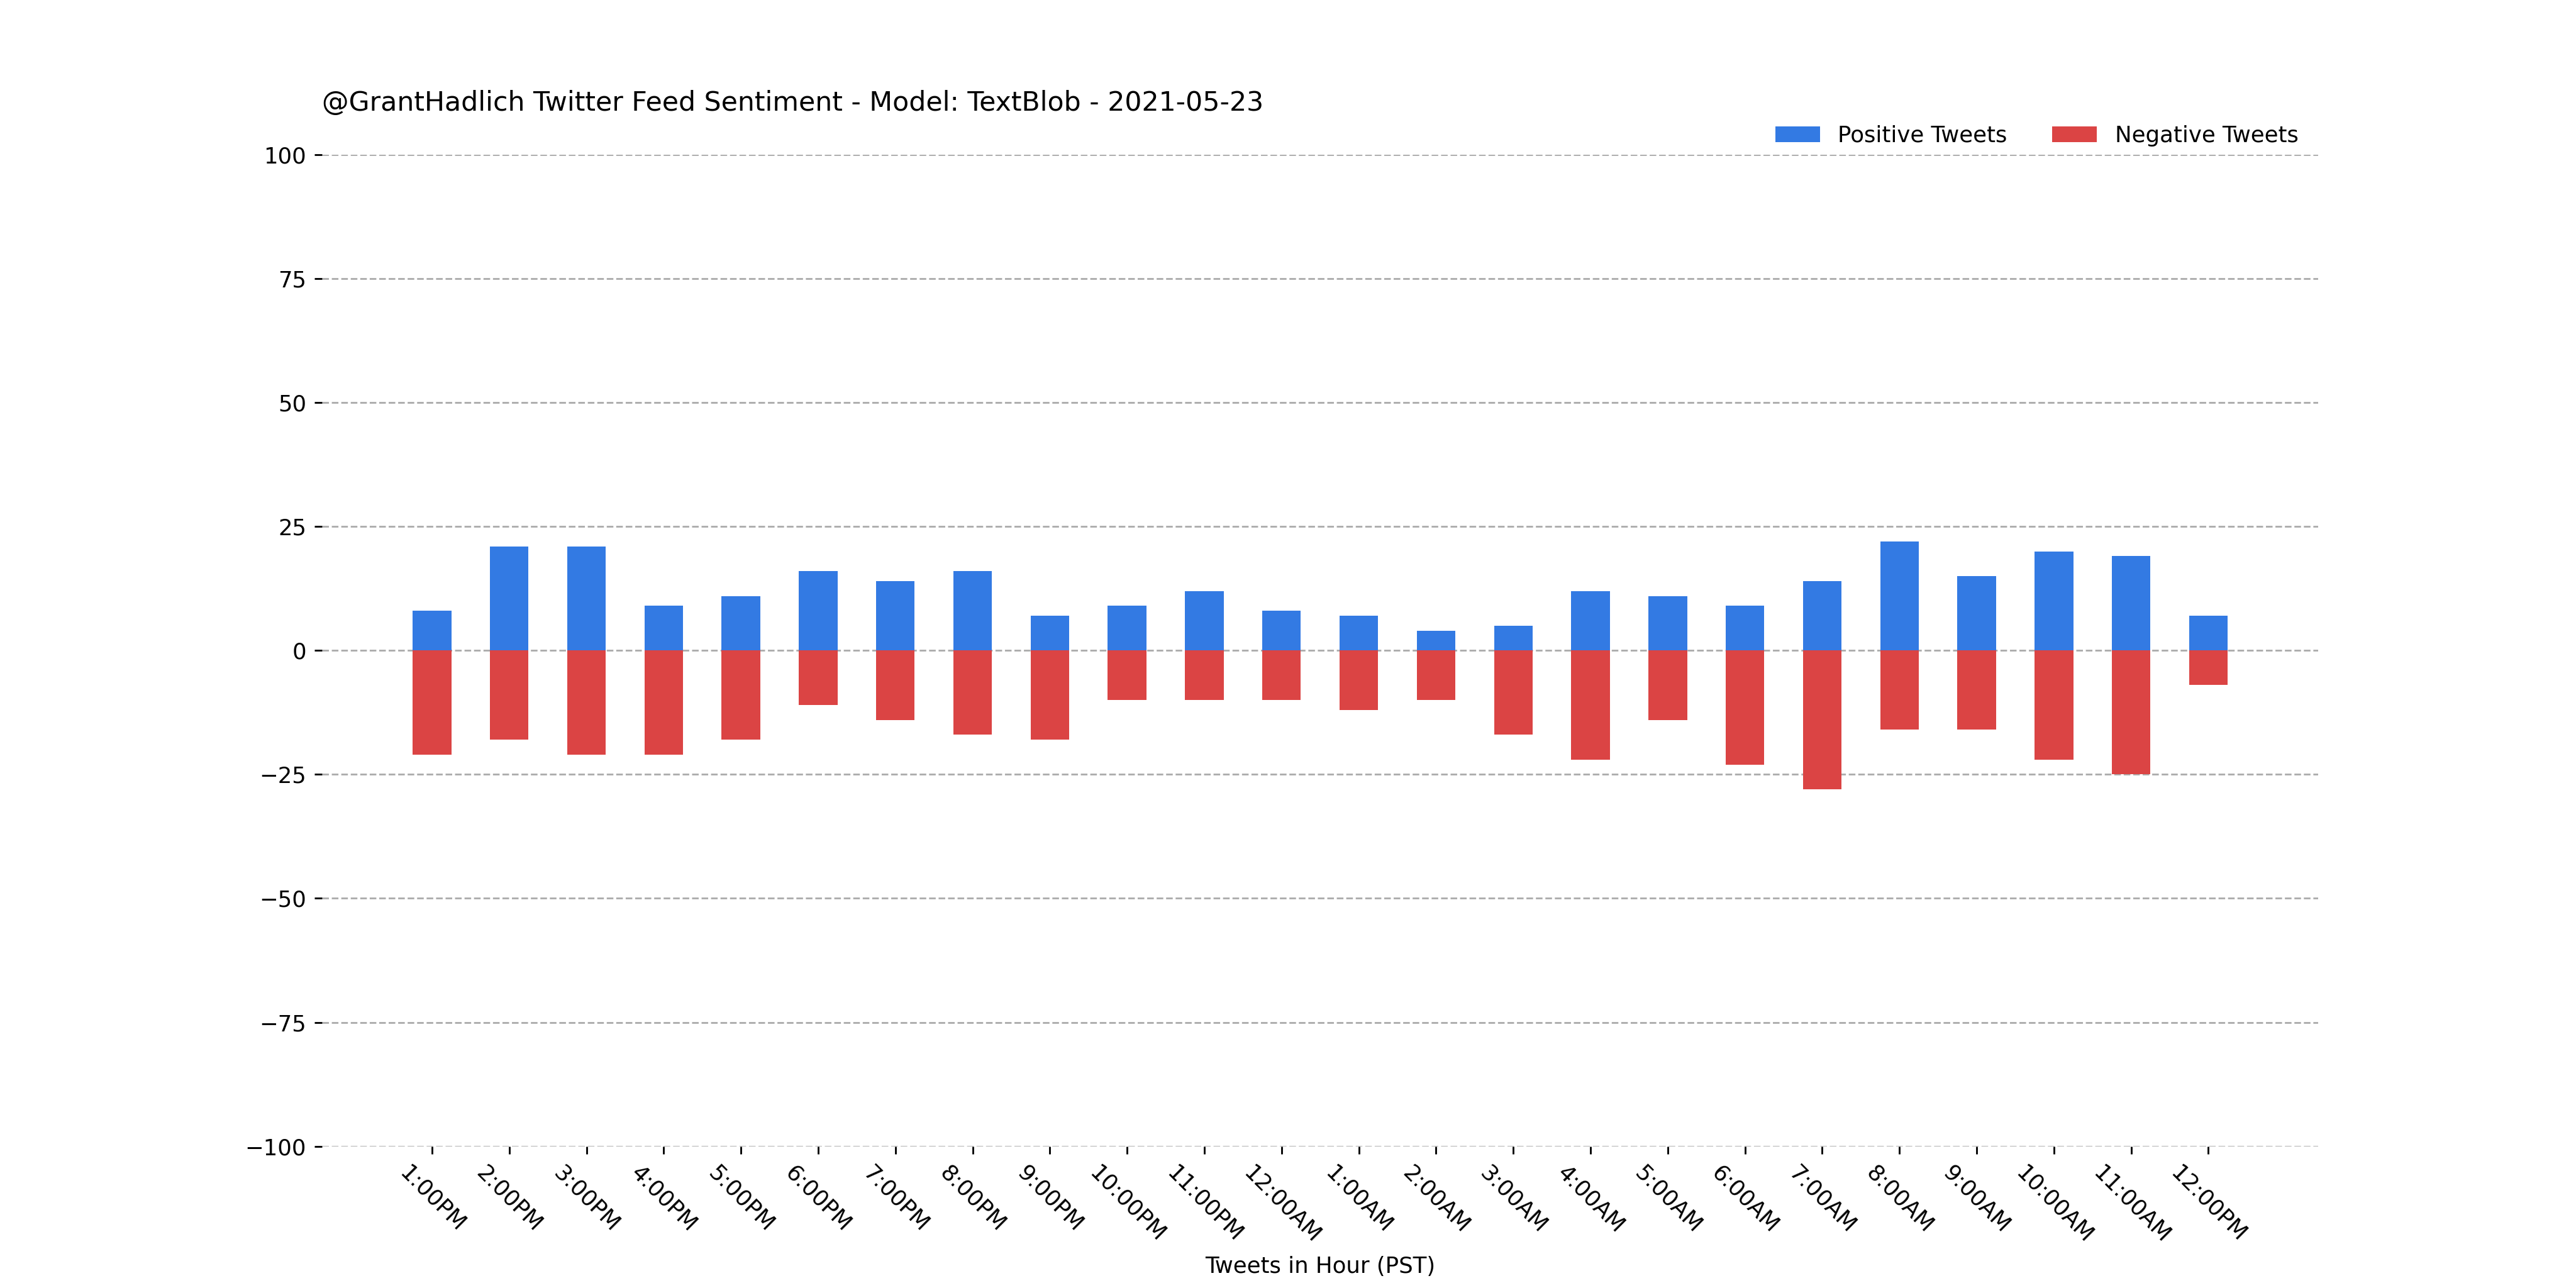 @GrantHadlich Twitter Feed Sentiment - Model: TextBlob - 2021-05-23
Positive Tweets
Negative Tweets
100
75
50
25
0
−25
−50
−75
−100
1:00PM
2:00PM
3:00PM
4:00PM
5:00PM
6:00PM
7:00PM
8:00PM
9:00PM
10:00PM
11:00PM
12:00AM
1:00AM
2:00AM
3:00AM
4:00AM
5:00AM
6:00AM
7:00AM
8:00AM
9:00AM
10:00AM
11:00AM
12:00PM
Tweets in Hour (PST)